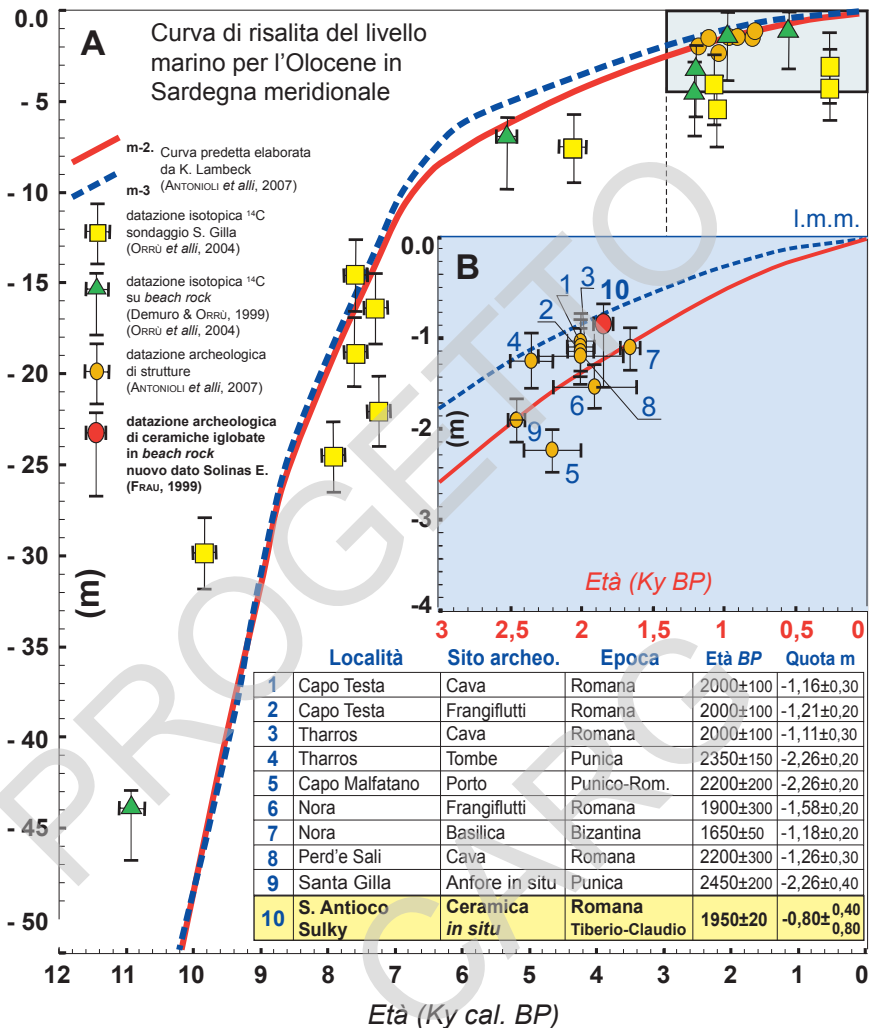 A
Curva di risalita del livello
marino per l'Olocene in
Sardegna meridionale
m-2. Curva predetta elaborata
da K. Lambeck
m-3 (ANTONIOLI et alli, 2007)
datazione isotopica ¹⁴C
sondaggio S. Gilla
(ORRÙ et alli, 2004)
datazione isotopica ¹⁴C
su beach rock
(DEMURO & ORRÙ, 1999)
(ORRÙ et alli, 2004)
datazione archeologica
di strutture
(ANTONIOLI et alli, 2007)
datazione archeologica
di ceramiche iglobate
in beach rock
nuovo dato Solinas E.
(FRAU, 1999)
0.0
- 5
- 10
- 15
- 20
- 25
- 30
- 35
- 40
- 45
- 50
(m)
12 11 10 9 8 7 6 5 4 3 2 1 0
Età (Ky cal. BP)
l.m.m.
B
0.0
-1
-2
-3
-4
(m)
1 3 10
2
4
7
6 8
9
5
Età (Ky BP)
3 2,5 2 1,5 1 0,5 0
Località Sito archeo. Epoca Età BP Quota m
1 Capo Testa Cava Romana 2000±100 -1,16±0,30
2 Capo Testa Frangiflutti Romana 2000±100 -1,21±0,20
3 Tharros Cava Romana 2000±100 -1,11±0,30
4 Tharros Tombe Punica 2350±150 -2,26±0,20
5 Capo Malfatano Porto Punico-Rom. 2200±200 -2,26±0,20
6 Nora Frangiflutti Romana 1900±300 -1,58±0,20
7 Nora Basilica Bizantina 1650±50 -1,18±0,20
8 Perd'e Sali Cava Romana 2200±300 -1,26±0,30
9 Santa Gilla Anfore in situ Punica 2450±200 -2,26±0,40
10 S. Antioco Sulky Ceramica in situ Romana Tiberio-Claudio 1950±20 -0,80±0,40 0,80
PROGETTO
CARG